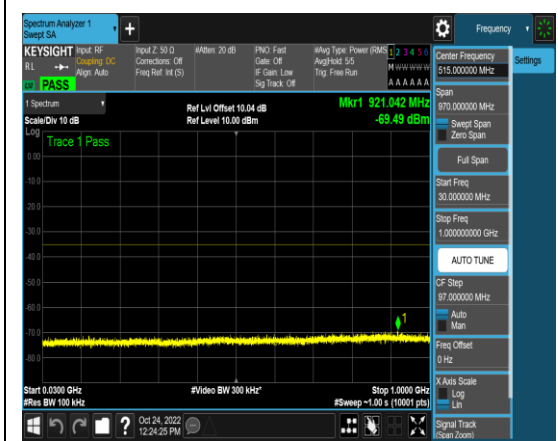 Spectrum Analyzer 1
Swept SA
+
Frequency
KEYSIGHT
RL
PASS
Input: RF
Coupling: DC
Align: Auto
Input Z: 50 Ω
Corrections: Off
Freq Ref: Int (S)
#Atten: 20 dB
PNO: Fast
Gate: Off
IF Gain: Low
Sig Track: Off
#Avg Type: Power (RMS
Avg|Hold: 5/5
Trig: Free Run
1 2 3 4 5 6
M W W W W W
A A A A A A
1 Spectrum
Scale/Div 10 dB
Ref Lvl Offset 10.04 dB
Ref Level 10.00 dBm
Mkr1 921.042 MHz
-69.49 dBm
Log
Trace 1 Pass
0.00
-10.0
-20.0
-30.0
-40.0
-50.0
-60.0
-70.0
-80.0
1
Start 0.0300 GHz
#Res BW 100 kHz
#Video BW 300 kHz*
Stop 1.0000 GHz
#Sweep ~1.00 s (10001 pts)
?
Oct 24, 2022
12:24:25 PM
Center Frequency
515.000000 MHz
Span
970.000000 MHz
Swept Span
Zero Span
Full Span
Start Freq
30.000000 MHz
Stop Freq
1.000000000 GHz
AUTO TUNE
CF Step
97.000000 MHz
Auto
Man
Freq Offset
0 Hz
X Axis Scale
Log
Lin
Signal Track
(Span Zoom)
Settings